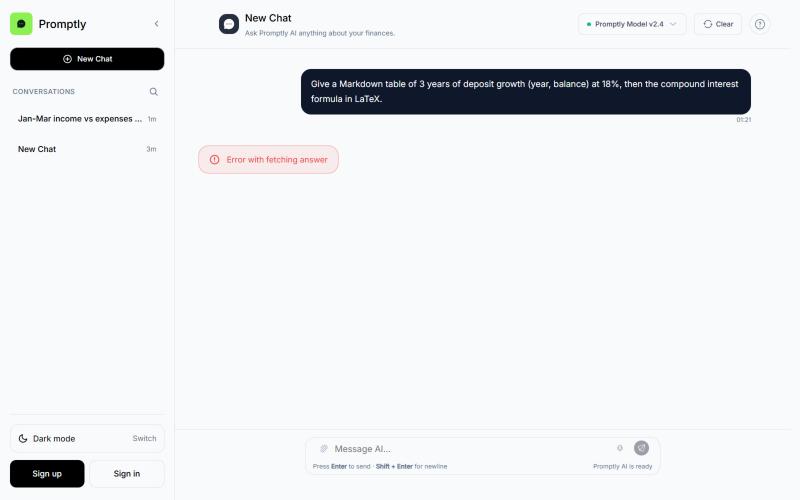 Promptly
New Chat
CONVERSATIONS
Jan-Mar income vs expenses ... 1m
New Chat 3m
Dark mode Switch
Sign up Sign in
New Chat
Ask Promptly AI anything about your finances.
Promptly Model v2.4
Clear
Give a Markdown table of 3 years of deposit growth (year, balance) at 18%, then the compound interest
formula in LaTeX.
01:21
Error with fetching answer
Message AI...
Press Enter to send · Shift + Enter for newline
Promptly AI is ready